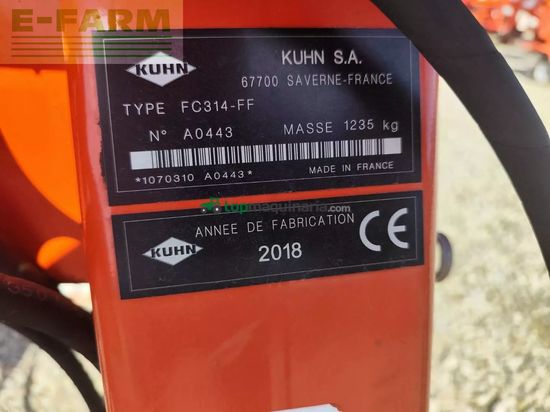 E-FARM
KUHN
KUHN S.A.
67700 SAVERNE-FRANCE
TYPE FC314-FF
N° A0443 MASSE 1235 kg
*1070310 A0443*
MADE IN FRANCE
topmaquinaria.com
KUHN
ANNEE DE FABRICATION
2018
CE